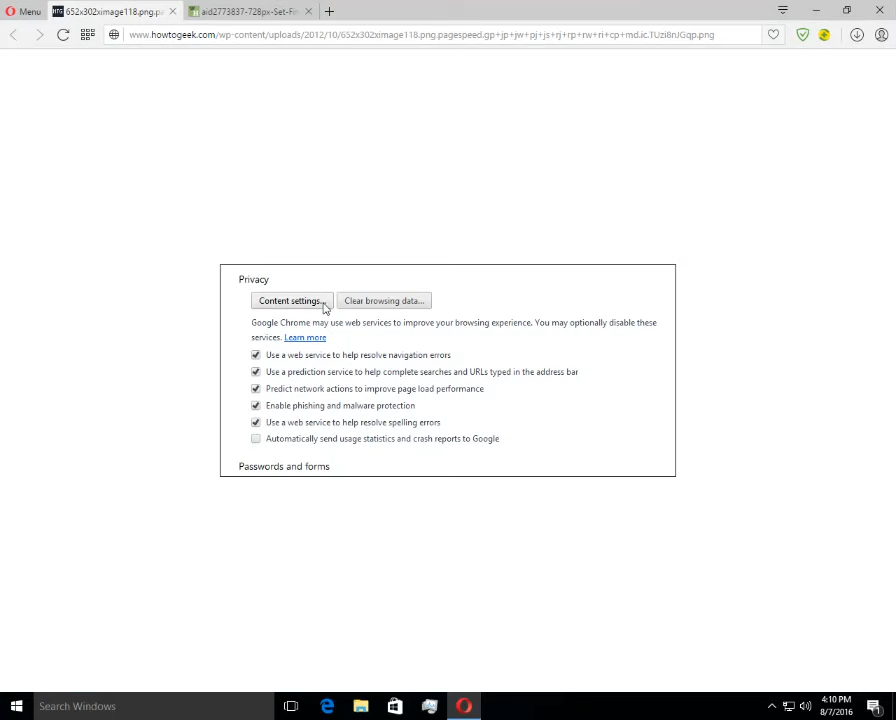 Menu
652x302ximage118.png.pa
aid2773837-728px-Set-Fi
www.howtogeek.com/wp-content/uploads/2012/10/652x302ximage118.png.pagespeed.gp+jp+jw+pj+js+rj+rp+rw+ri+cp+md.ic.TUzi8nJGqp.png
Privacy
Content settings... Clear browsing data...
Google Chrome may use web services to improve your browsing experience. You may optionally disable these
services. Learn more
Use a web service to help resolve navigation errors
Use a prediction service to help complete searches and URLs typed in the address bar
Predict network actions to improve page load performance
Enable phishing and malware protection
Use a web service to help resolve spelling errors
Automatically send usage statistics and crash reports to Google
Passwords and forms
Search Windows
4:10 PM
8/7/2016